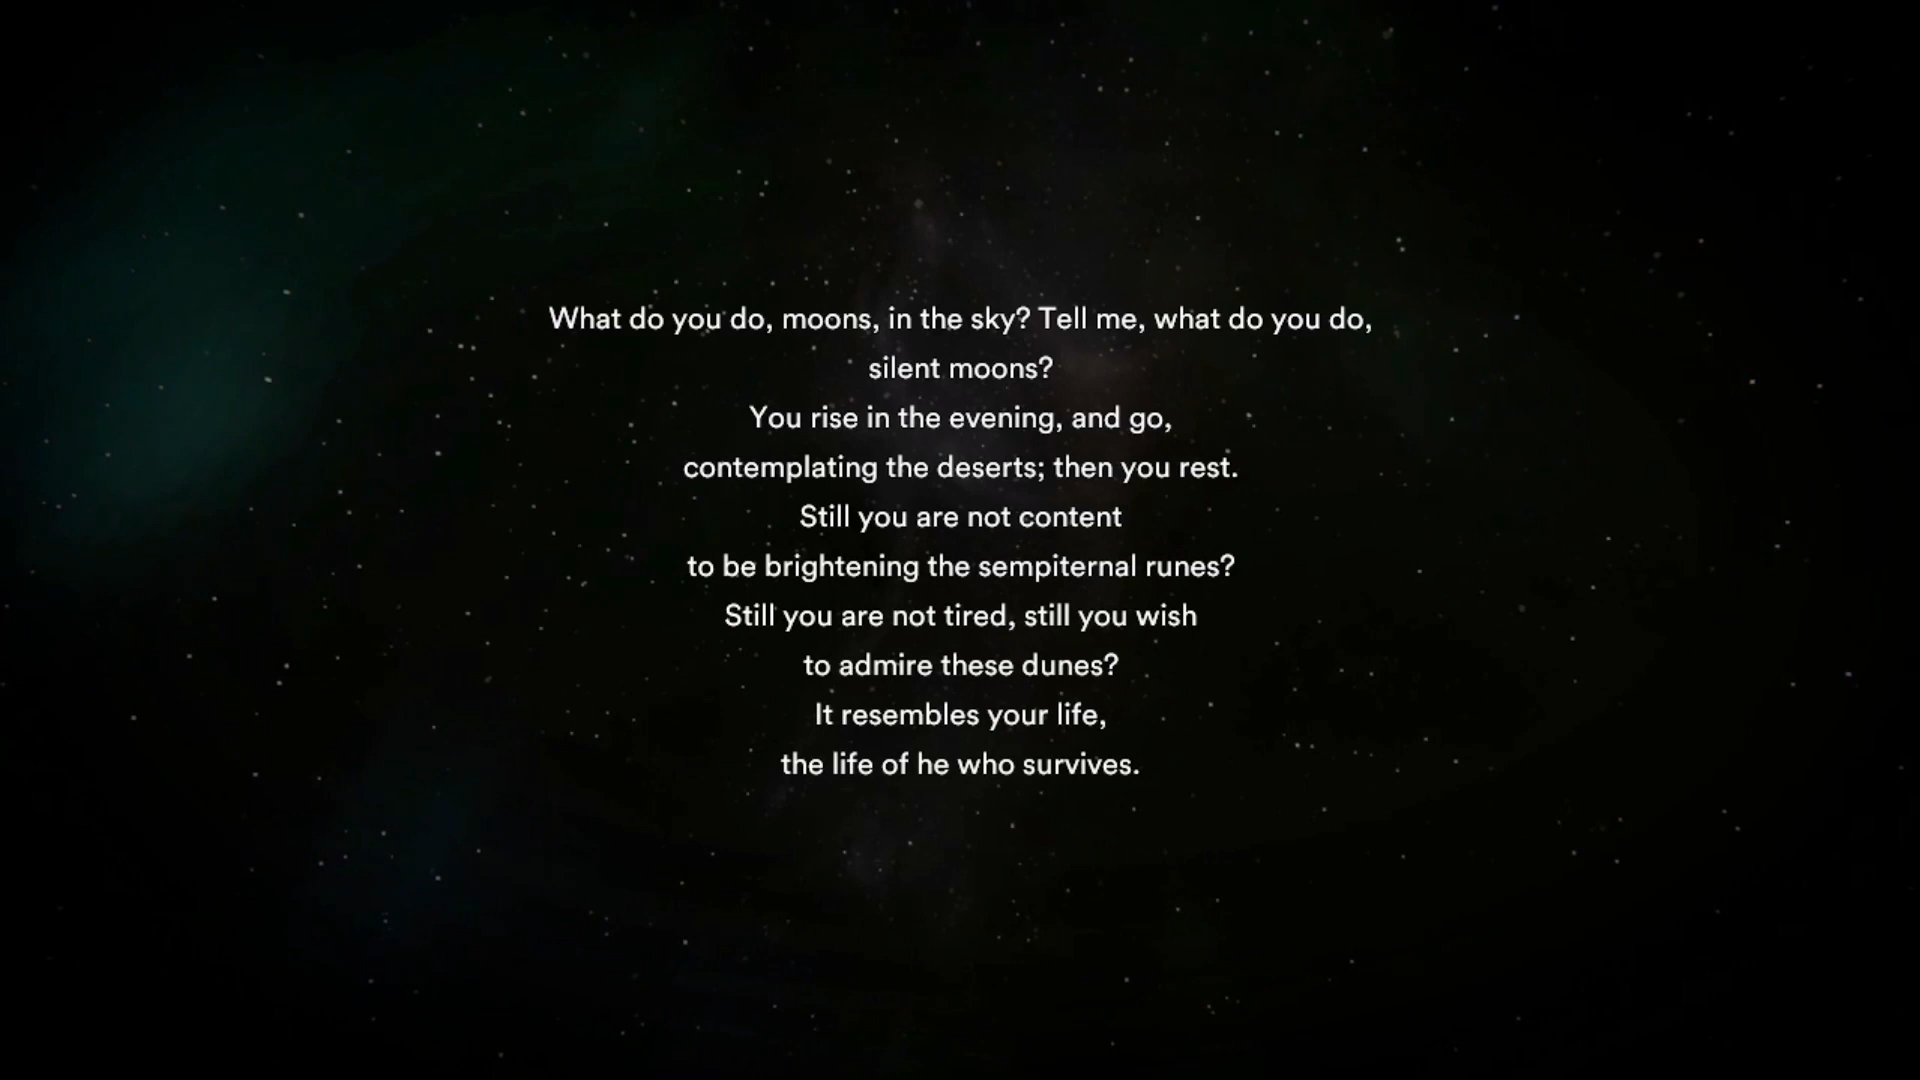 What do you do, moons, in the sky? Tell me, what do you do,
silent moons?
You rise in the evening, and go,
contemplating the deserts; then you rest.
Still you are not content
to be brightening the sempiternal runes?
Still you are not tired, still you wish
to admire these dunes?
It resembles your life,
the life of he who survives.